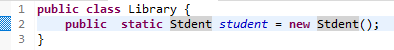 1 public class Library {
2 public static Stdent student = new Stdent();
3 }